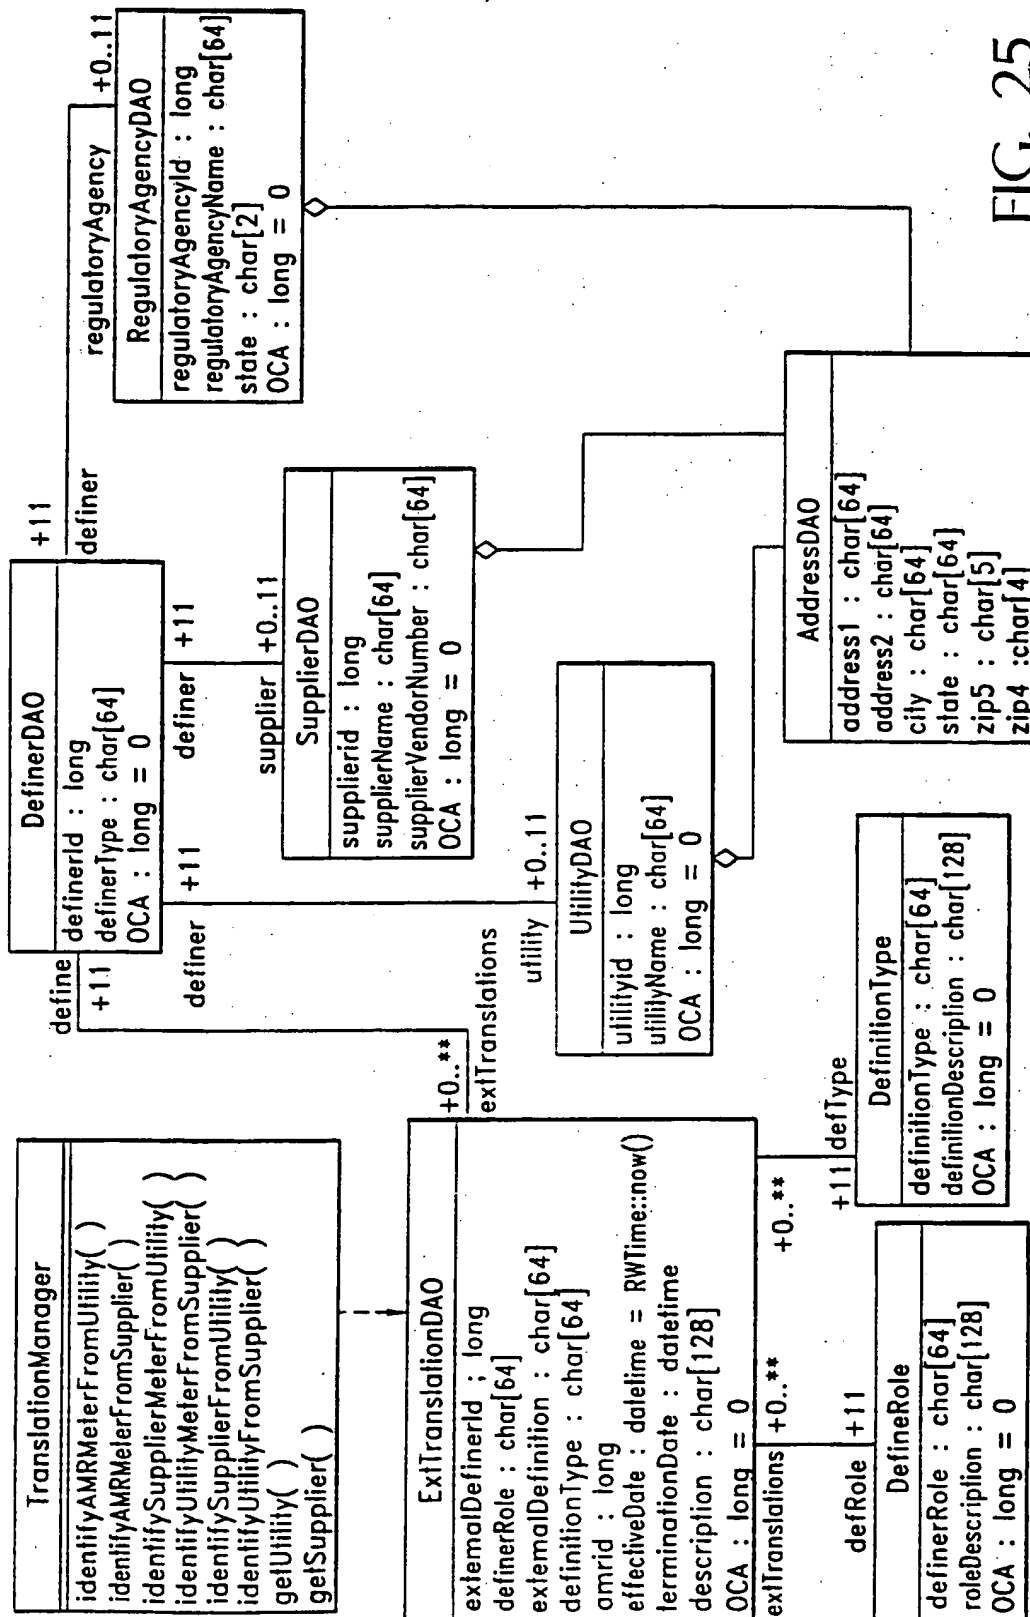 TranslationManager
identifyAMRMeterFromUtility( )
identifyAMRMeterFromSupplier( )
identifySupplierMeterFromUtility( )
identifyUtilityMeterFromSupplier( )
identifySupplierFromUtility( )
identifyUtilityFromSupplier( )
getUtility( )
getSupplier( )
define
+11
DefinerDAO
definerId : long
definerType : char[64]
OCA : long = 0
+11
definer
regulatoryAgency
+0..11
RegulatoryAgencyDAO
regulatoryAgencyId : long
regulatoryAgencyName : char[64]
state : char[2]
OCA : long = 0
definer
+11
definer
+11
supplier
+0..11
SupplierDAO
supplierid : long
supplierName : char[64]
supplierVendorNumber : char[64]
OCA : long = 0
+0..**
extTranslations
utility
+0..11
UtilityDAO
utilityid : long
utilityName : char[64]
OCA : long = 0
ExtTranslationDAO
externalDefinerId : long
definerRole : char[64]
externalDefinition : char[64]
definitionType : char[64]
amrid : long
effectiveDate : datetime = RWTime::now()
terminationDate : datetime
description : char[128]
OCA : long = 0
AddressDAO
address1 : char[64]
address2 : char[64]
city : char[64]
state : char[64]
zip5 : char[5]
zip4 :char[4]
extTranslations
+0..**
+0..**
+11
defType
DefinitionType
definitionType : char[64]
definitionDescription : char[128]
OCA : long = 0
defRole
+11
DefineRole
definerRole : char[64]
roleDescription : char[128]
OCA : long = 0
FIG. 25